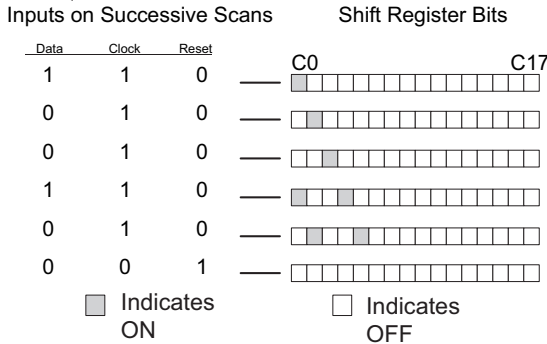 Inputs on Successive Scans Shift Register Bits
Data Clock Reset
C0 C17
1 1 0
0 1 0
0 1 0
1 1 0
0 1 0
0 0 1
Indicates ON
Indicates OFF